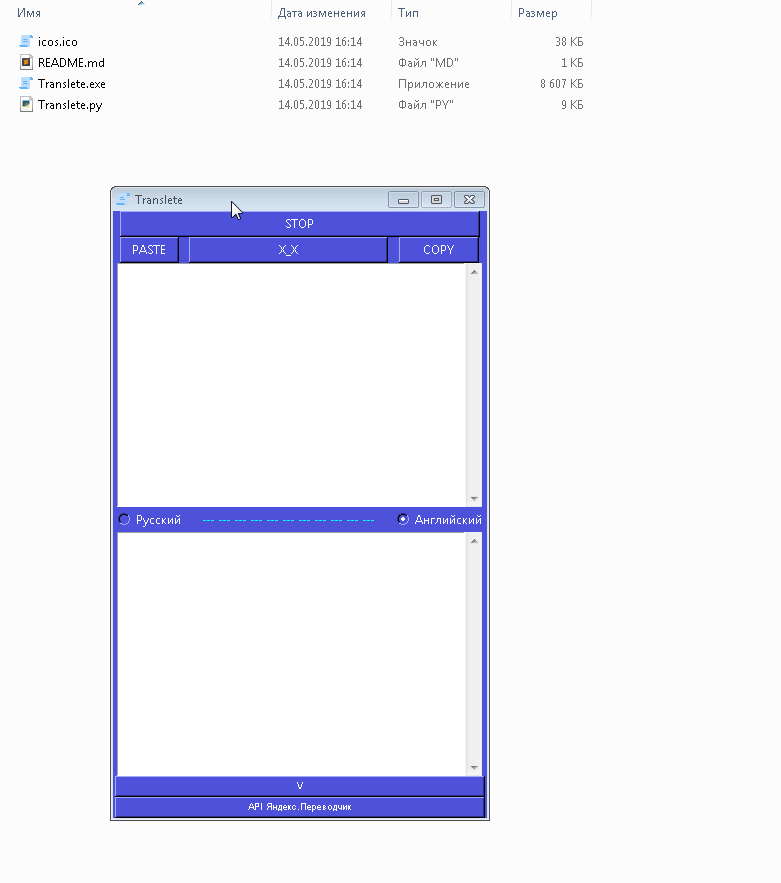 Имя Дата изменения Тип Размер
icos.ico 14.05.2019 16:14 Значок 38 КБ
README.md 14.05.2019 16:14 Файл "MD" 1 КБ
Translete.exe 14.05.2019 16:14 Приложение 8 607 КБ
Translete.py 14.05.2019 16:14 Файл "PY" 9 КБ
Translete
STOP
PASTE X_X COPY
Русский --- --- --- --- --- --- --- --- --- --- --- Английский
V
API Яндекс.Переводчик